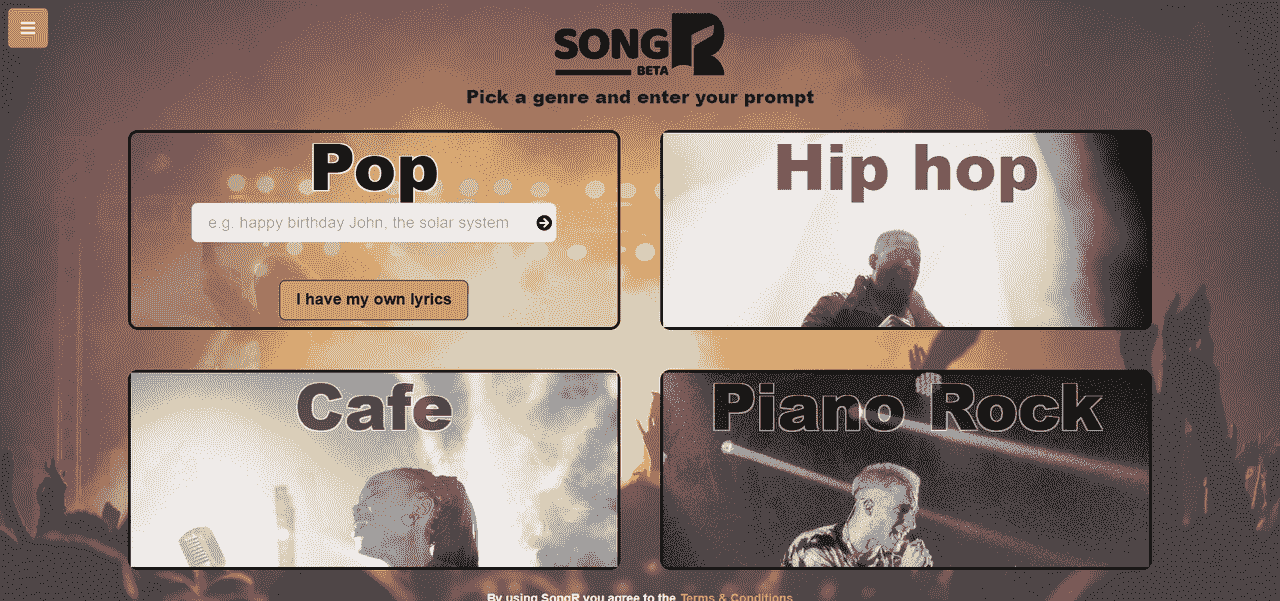 SONGR
BETA
Pick a genre and enter your prompt
Pop
e.g. happy birthday John, the solar system
I have my own lyrics
Hip hop
Cafe
Piano Rock
By using SongR you agree to the Terms & Conditions